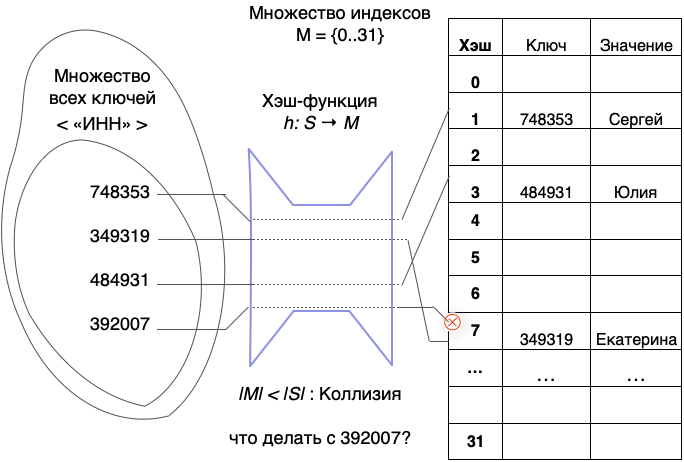 Множество индексов
M = {0..31}
Множество
всех ключей
< «ИНН» >
Хэш-функция
h: S → M
748353
349319
484931
392007
|M| < |S| : Коллизия
что делать с 392007?
Хэш Ключ Значение
0
1 748353 Сергей
2
3 484931 Юлия
4
5
6
7 349319 Екатерина
... ... ...
31